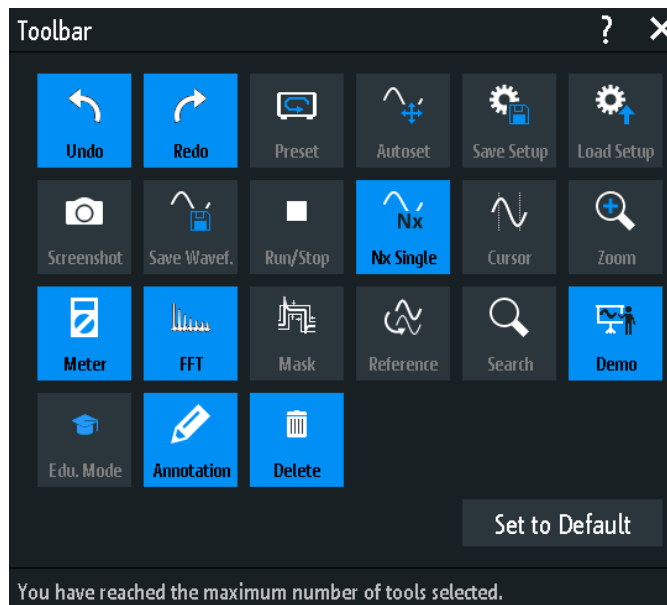 Toolbar ? X
Undo Redo Preset Autoset Save Setup Load Setup
Nx
Screenshot Save Wavef. Run/Stop Nx Single Cursor Zoom
Meter FFT Mask Reference Search Demo
Edu. Mode Annotation Delete
Set to Default
You have reached the maximum number of tools selected.